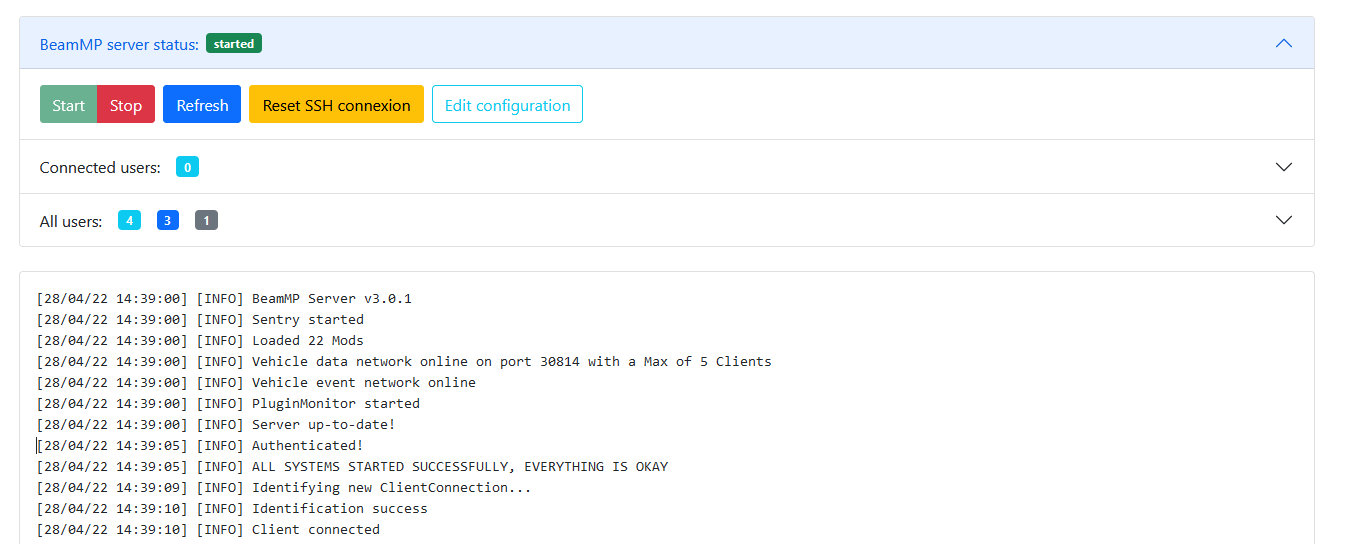 BeamMP server status: started
Start Stop Refresh Reset SSH connexion Edit configuration
Connected users: 0
All users: 4 3 1
[28/04/22 14:39:00] [INFO] BeamMP Server v3.0.1
[28/04/22 14:39:00] [INFO] Sentry started
[28/04/22 14:39:00] [INFO] Loaded 22 Mods
[28/04/22 14:39:00] [INFO] Vehicle data network online on port 30814 with a Max of 5 Clients
[28/04/22 14:39:00] [INFO] Vehicle event network online
[28/04/22 14:39:00] [INFO] PluginMonitor started
[28/04/22 14:39:00] [INFO] Server up-to-date!
[28/04/22 14:39:05] [INFO] Authenticated!
[28/04/22 14:39:05] [INFO] ALL SYSTEMS STARTED SUCCESSFULLY, EVERYTHING IS OKAY
[28/04/22 14:39:09] [INFO] Identifying new ClientConnection...
[28/04/22 14:39:10] [INFO] Identification success
[28/04/22 14:39:10] [INFO] Client connected